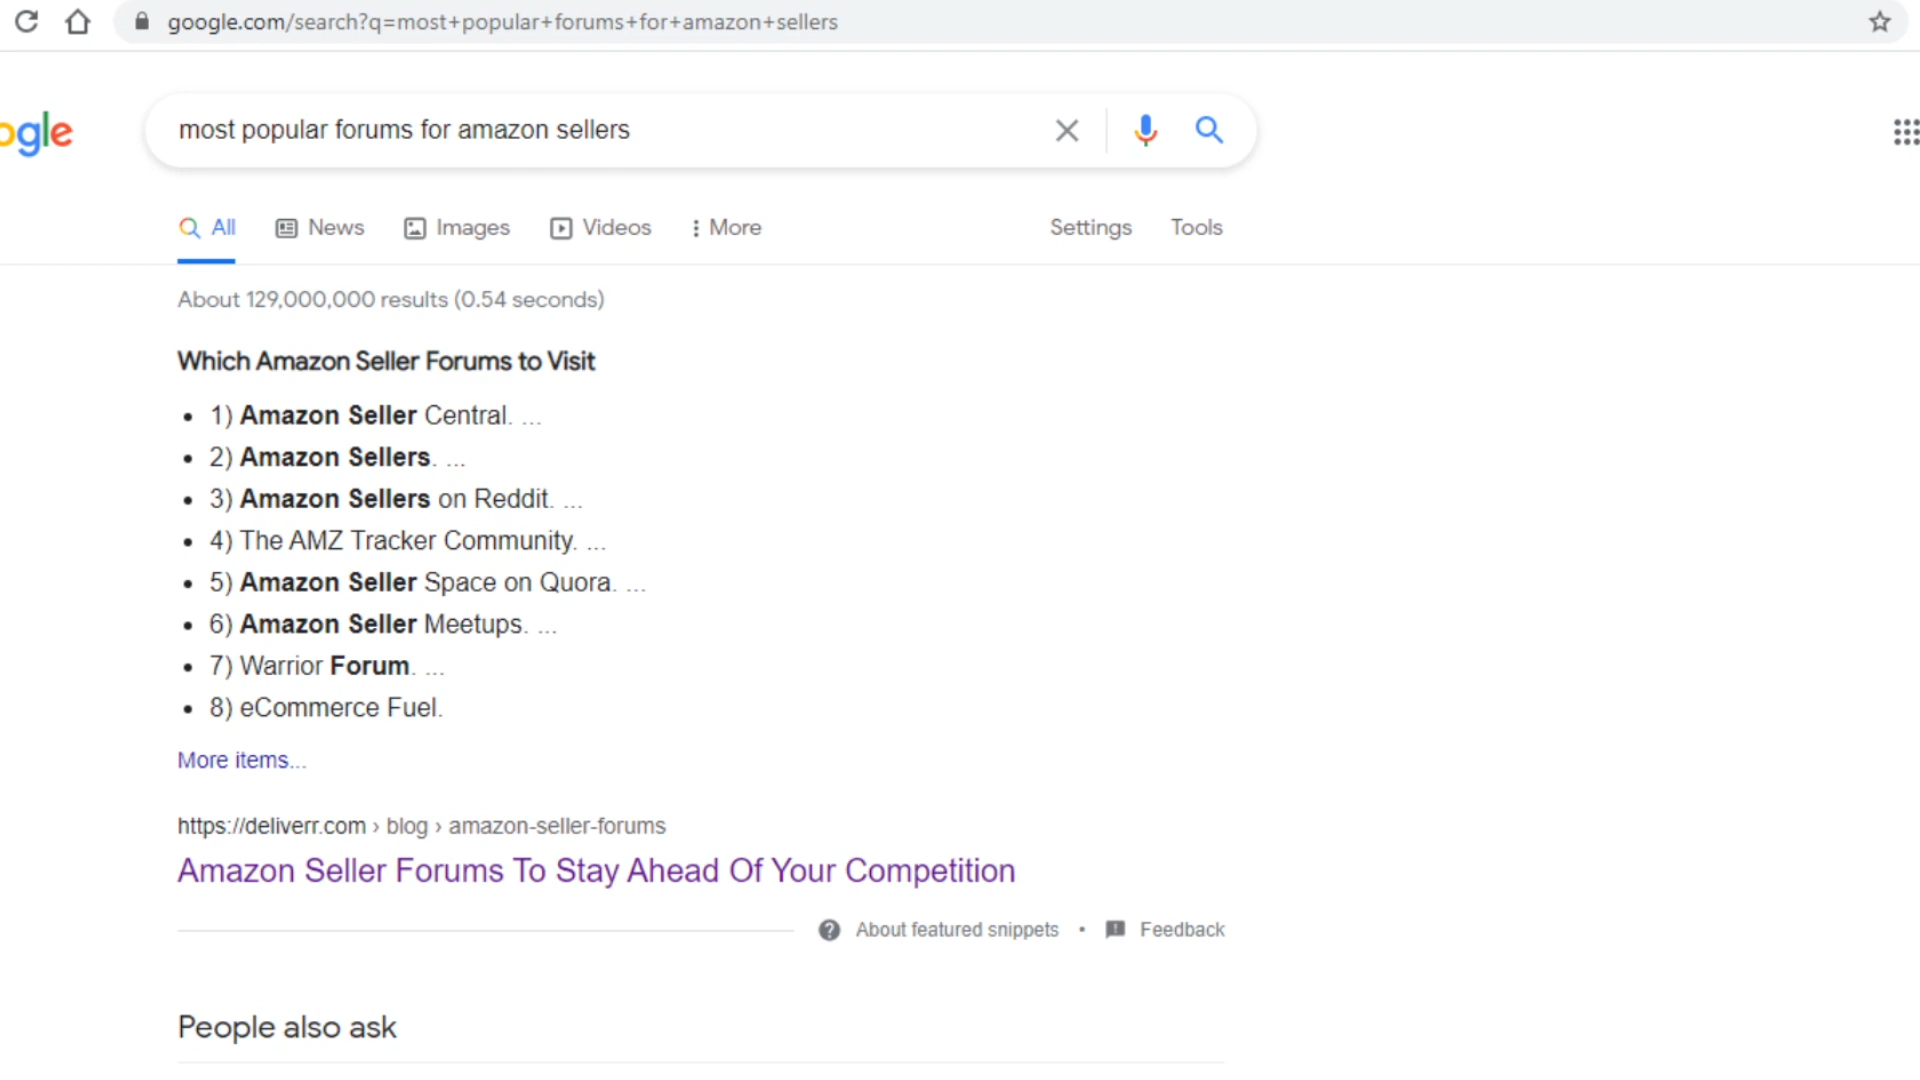 google.com/search?q=most+popular+forums+for+amazon+sellers
ogle
most popular forums for amazon sellers
All News Images Videos More Settings Tools
About 129,000,000 results (0.54 seconds)
Which Amazon Seller Forums to Visit
• 1) Amazon Seller Central. ...
• 2) Amazon Sellers. ...
• 3) Amazon Sellers on Reddit. ...
• 4) The AMZ Tracker Community. ...
• 5) Amazon Seller Space on Quora. ...
• 6) Amazon Seller Meetups. ...
• 7) Warrior Forum. ...
• 8) eCommerce Fuel.
More items...
https://deliverr.com › blog › amazon-seller-forums
Amazon Seller Forums To Stay Ahead Of Your Competition
About featured snippets • Feedback
People also ask